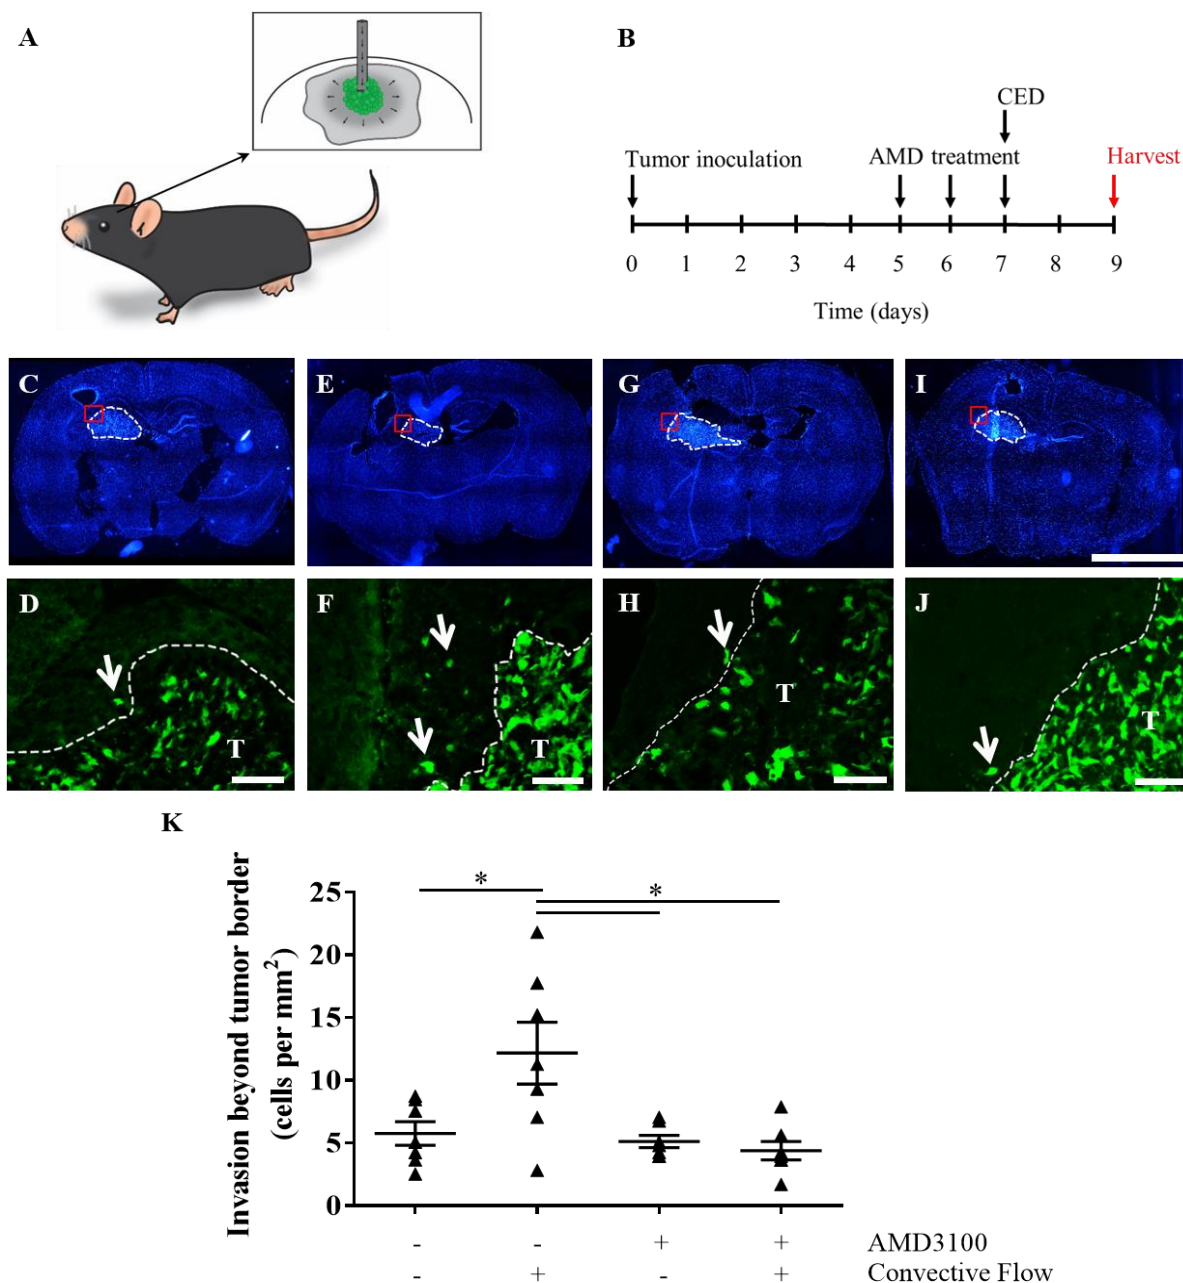 A
B
CED
Tumor inoculation AMD treatment Harvest
0 1 2 3 4 5 6 7 8 9
Time (days)
C E G I
D F H J
T T T T
K
Invasion beyond tumor border
(cells per mm²)
25
20
15
10
5
0
* *
- - + + AMD3100
- + - + Convective Flow